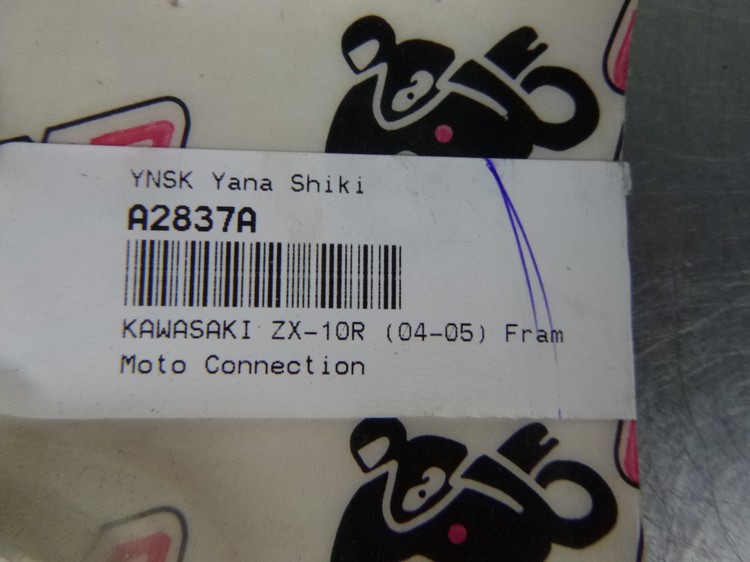 YNSK Yana Shiki
A2837A
KAWASAKI ZX-10R (04-05) Fram
Moto Connection